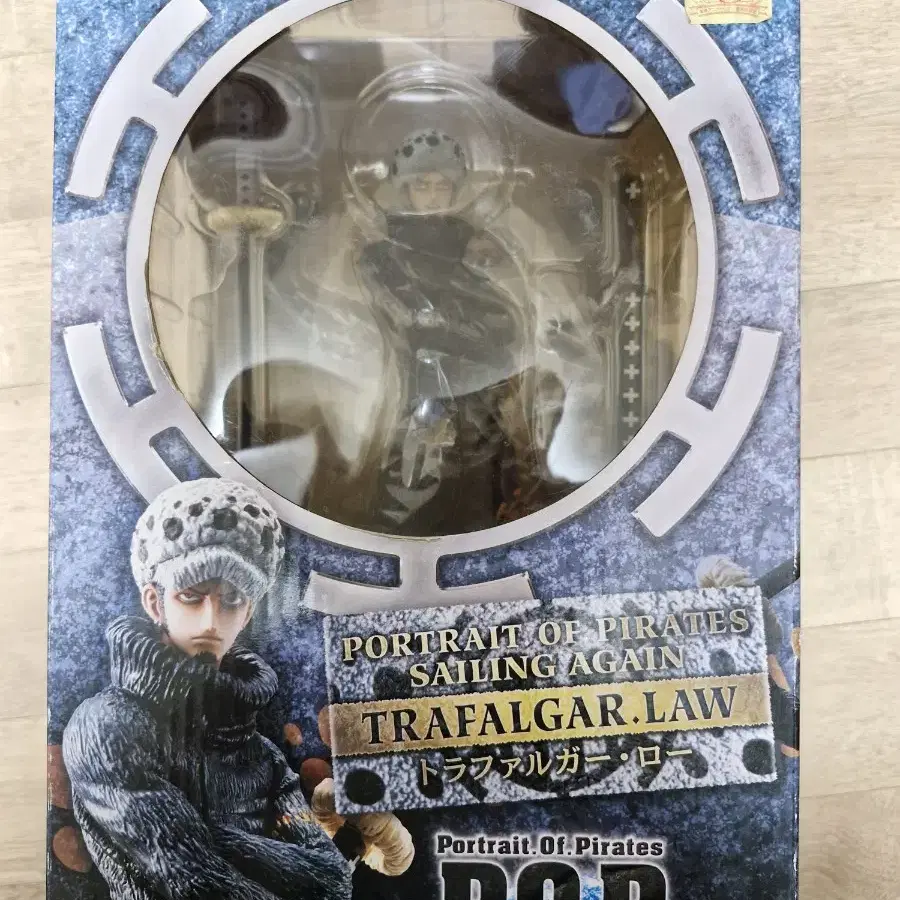 PORTRAIT OF PIRATES
SAILING AGAIN
TRAFALGAR.LAW
トラファルガー・ロー
Portrait.Of.Pirates
P.O.P